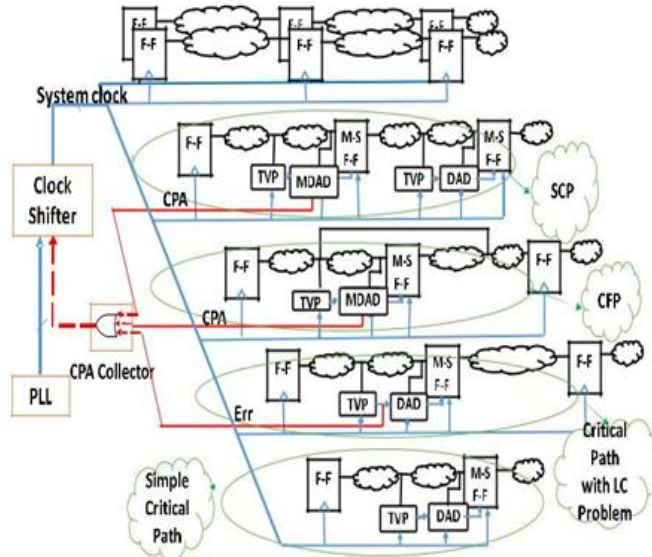 F-F F-F F-F
F-F F-F F-F
System clock
F-F M-S F-F M-S F-F
TVP MDAD TVP DAD
SCP
Clock Shifter
CPA
F-F M-S F-F F-F
TVP MDAD
CFP
CPA
CPA Collector
PLL
F-F M-S F-F F-F
TVP DAD
Err
Critical Path with LC Problem
Simple Critical Path
F-F M-S F-F
TVP DAD